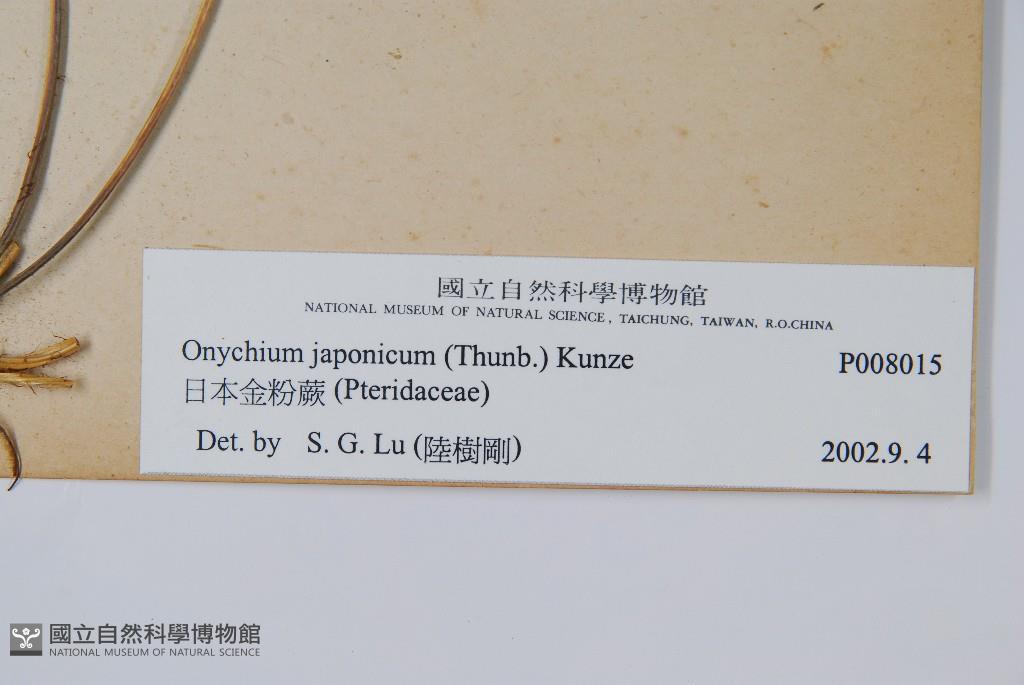 國立自然科學博物館
NATIONAL MUSEUM OF NATURAL SCIENCE, TAICHUNG, TAIWAN, R.O.CHINA
Onychium japonicum (Thunb.) Kunze P008015
日本金粉蕨 (Pteridaceae)
Det. by S. G. Lu (陸樹剛) 2002.9. 4
國立自然科學博物館
NATIONAL MUSEUM OF NATURAL SCIENCE